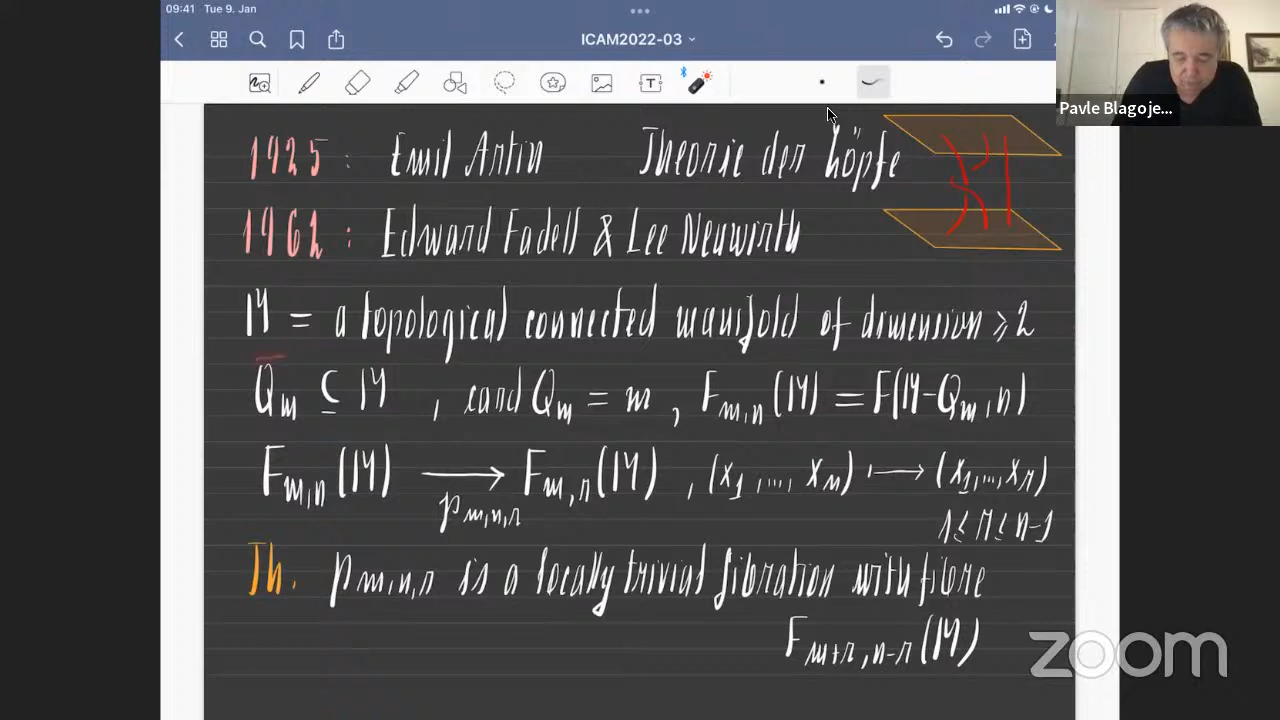 09:41 Tue 9. Jan
ICAM2022-03
Pavle Blagoje...
1925 : Emil Artin Theorie der Zöpfe
1962 : Edward Fadell & Lee Neuwirth
M = a topological connected manifold of dimension ≥ 2
Qₘ ⊆ M , card Qₘ = m , Fₘ,ₙ(M) = F(M-Qₘ, n)
Fₘ,ₙ(M) ⟶ Fₘ,ᵣ(M) , (x₁, ..., xₙ) ⟼ (x₁, ..., xᵣ)
pₘ,ₙ,ᵣ 1 ≤ r ≤ n-1
Th. pₘ,ₙ,ᵣ is a locally trivial fibration with fibre
Fₘ₊ᵣ,ₙ₋ᵣ(M)
zoom